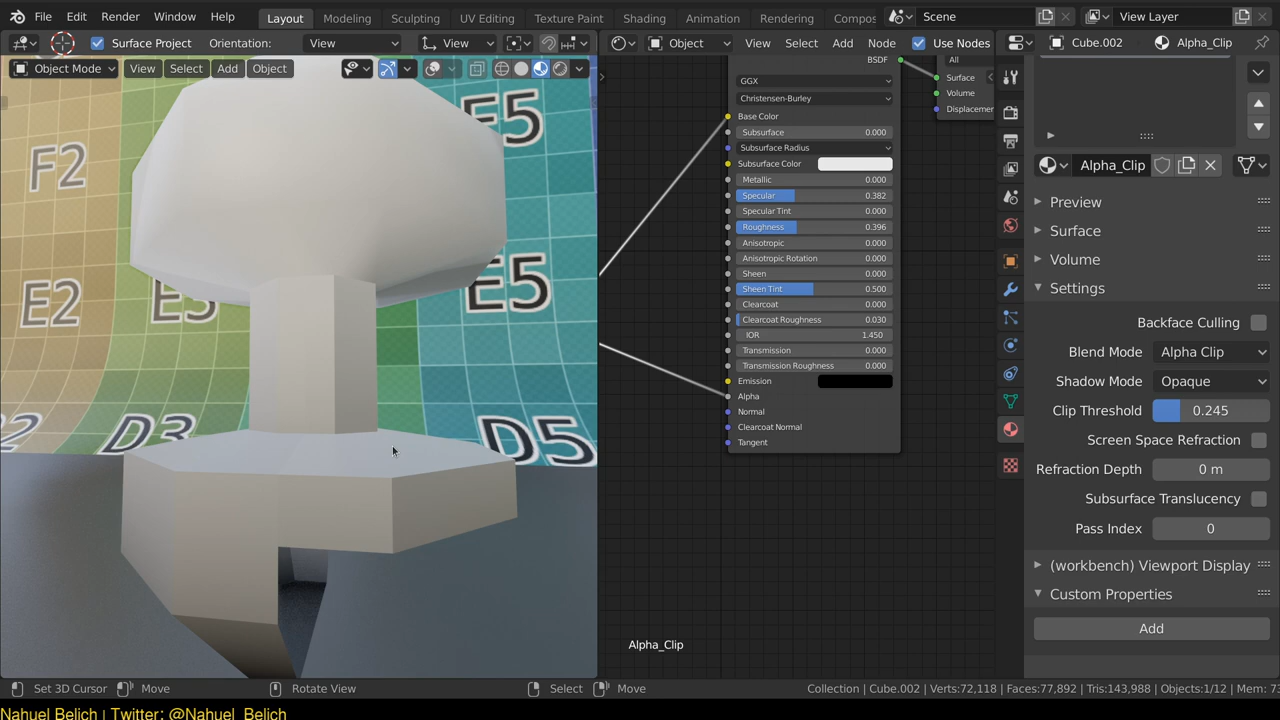 File Edit Render Window Help Layout Modeling Sculpting UV Editing Texture Paint Shading Animation Rendering Compos Scene View Layer
Surface Project Orientation: View View Object View Select Add Node Use Nodes Cube.002 Alpha_Clip
Object Mode View Select Add Object
BSDF
All
GGX
Surface
Christensen-Burley
Volume
Displacemen
Base Color
Subsurface 0.000
Subsurface Radius
Subsurface Color
Alpha_Clip
Metallic 0.000
Specular 0.382
Specular Tint 0.000
Roughness 0.396
Anisotropic 0.000
Anisotropic Rotation 0.000
Sheen 0.000
Sheen Tint 0.500
Clearcoat 0.000
Clearcoat Roughness 0.030
IOR 1.450
Transmission 0.000
Transmission Roughness 0.000
Emission
Alpha
Normal
Clearcoat Normal
Tangent
Alpha_Clip
Preview
Surface
Volume
Settings
Backface Culling
Blend Mode Alpha Clip
Shadow Mode Opaque
Clip Threshold 0.245
Screen Space Refraction
Refraction Depth 0 m
Subsurface Translucency
Pass Index 0
(workbench) Viewport Display
Custom Properties
Add
F2 E5
E2 E3 E5
2 D3 D5
Set 3D Cursor Move Rotate View Select Move Collection | Cube.002 | Verts:72,118 | Faces:77,892 | Tris:143,988 | Objects:1/12 | Mem: 7
Nahuel Belich | Twitter: @Nahuel_Belich